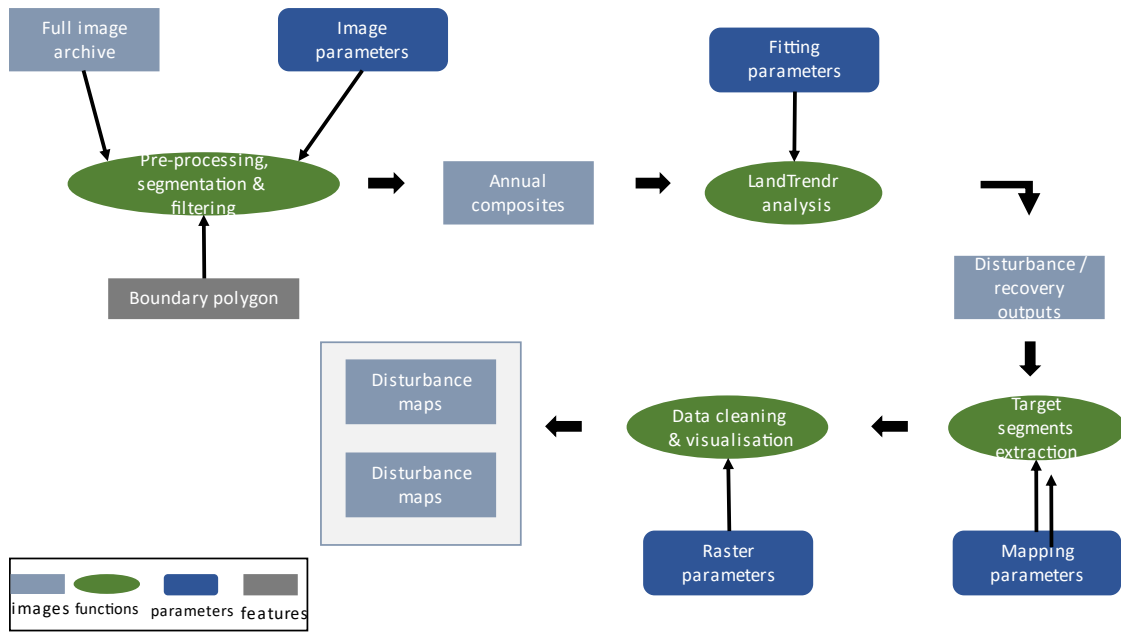 Full image
archive
Image
parameters
Fitting
parameters
Pre-processing,
segmentation &
filtering
Annual
composites
LandTrendr
analysis
Boundary polygon
Disturbance /
recovery
outputs
Disturbance
maps
Data cleaning
& visualisation
Target
segments
extraction
Disturbance
maps
Raster
parameters
Mapping
parameters
images
functions
parameters
features